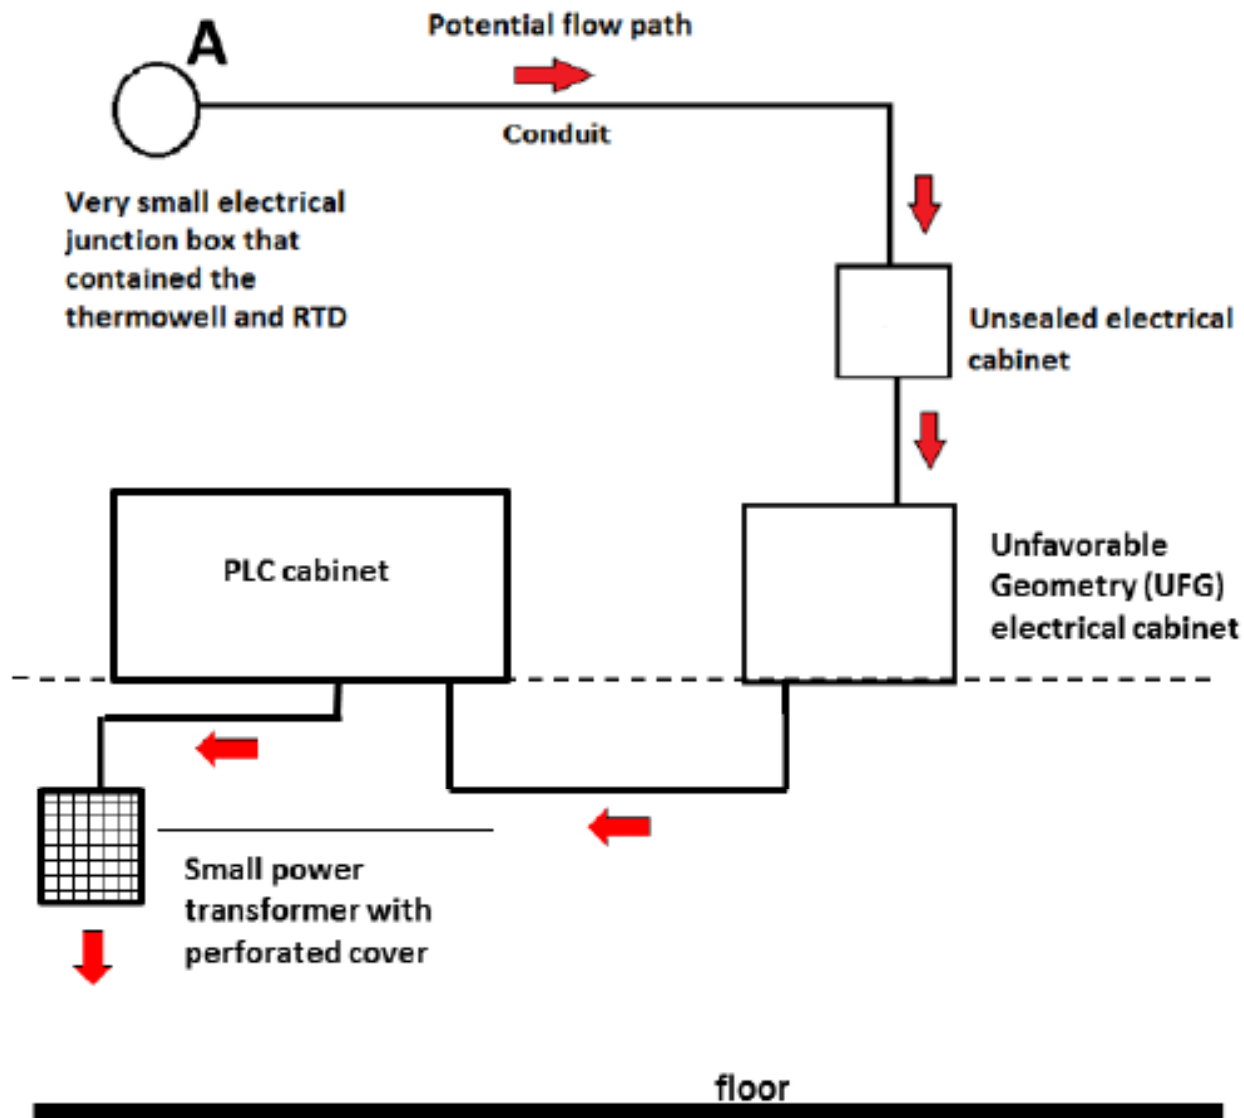 A
Potential flow path
Conduit
Very small electrical
junction box that
contained the
thermowell and RTD
Unsealed electrical
cabinet
PLC cabinet
Unfavorable
Geometry (UFG)
electrical cabinet
Small power
transformer with
perforated cover
floor